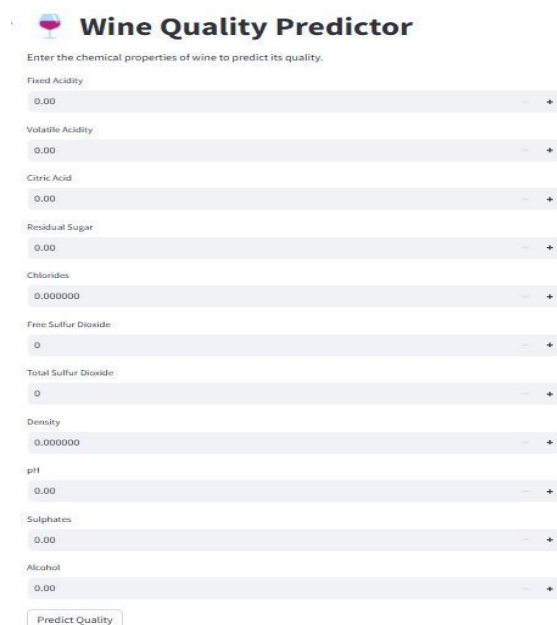 Wine Quality Predictor
Enter the chemical properties of wine to predict its quality.
Fixed Acidity
0.00
Volatile Acidity
0.00
Citric Acid
0.00
Residual Sugar
0.00
Chlorides
0.000000
Free Sulfur Dioxide
0
Total Sulfur Dioxide
0
Density
0.000000
pH
0.00
Sulphates
0.00
Alcohol
0.00
Predict Quality